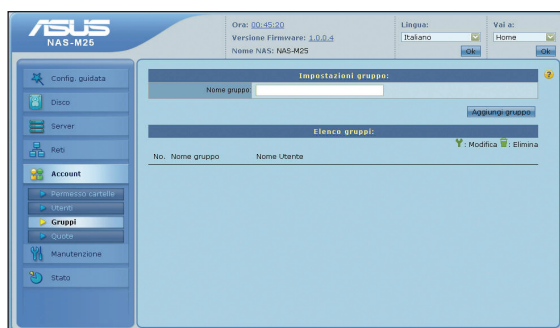 ASUS
NAS-M25
Ora: 00:45:20
Versione Firmware: 1.0.0.4
Nome NAS: NAS-M25
Lingua:
Italiano
Ok
Vai a:
Home
Ok
Config. guidata
Disco
Server
Reti
Account
Permesso cartelle
Utenti
Gruppi
Quote
Manutenzione
Stato
Impostazioni gruppo:
Nome gruppo:
Aggiungi gruppo
Elenco gruppi:
: Modifica : Elimina
No. Nome gruppo Nome Utente